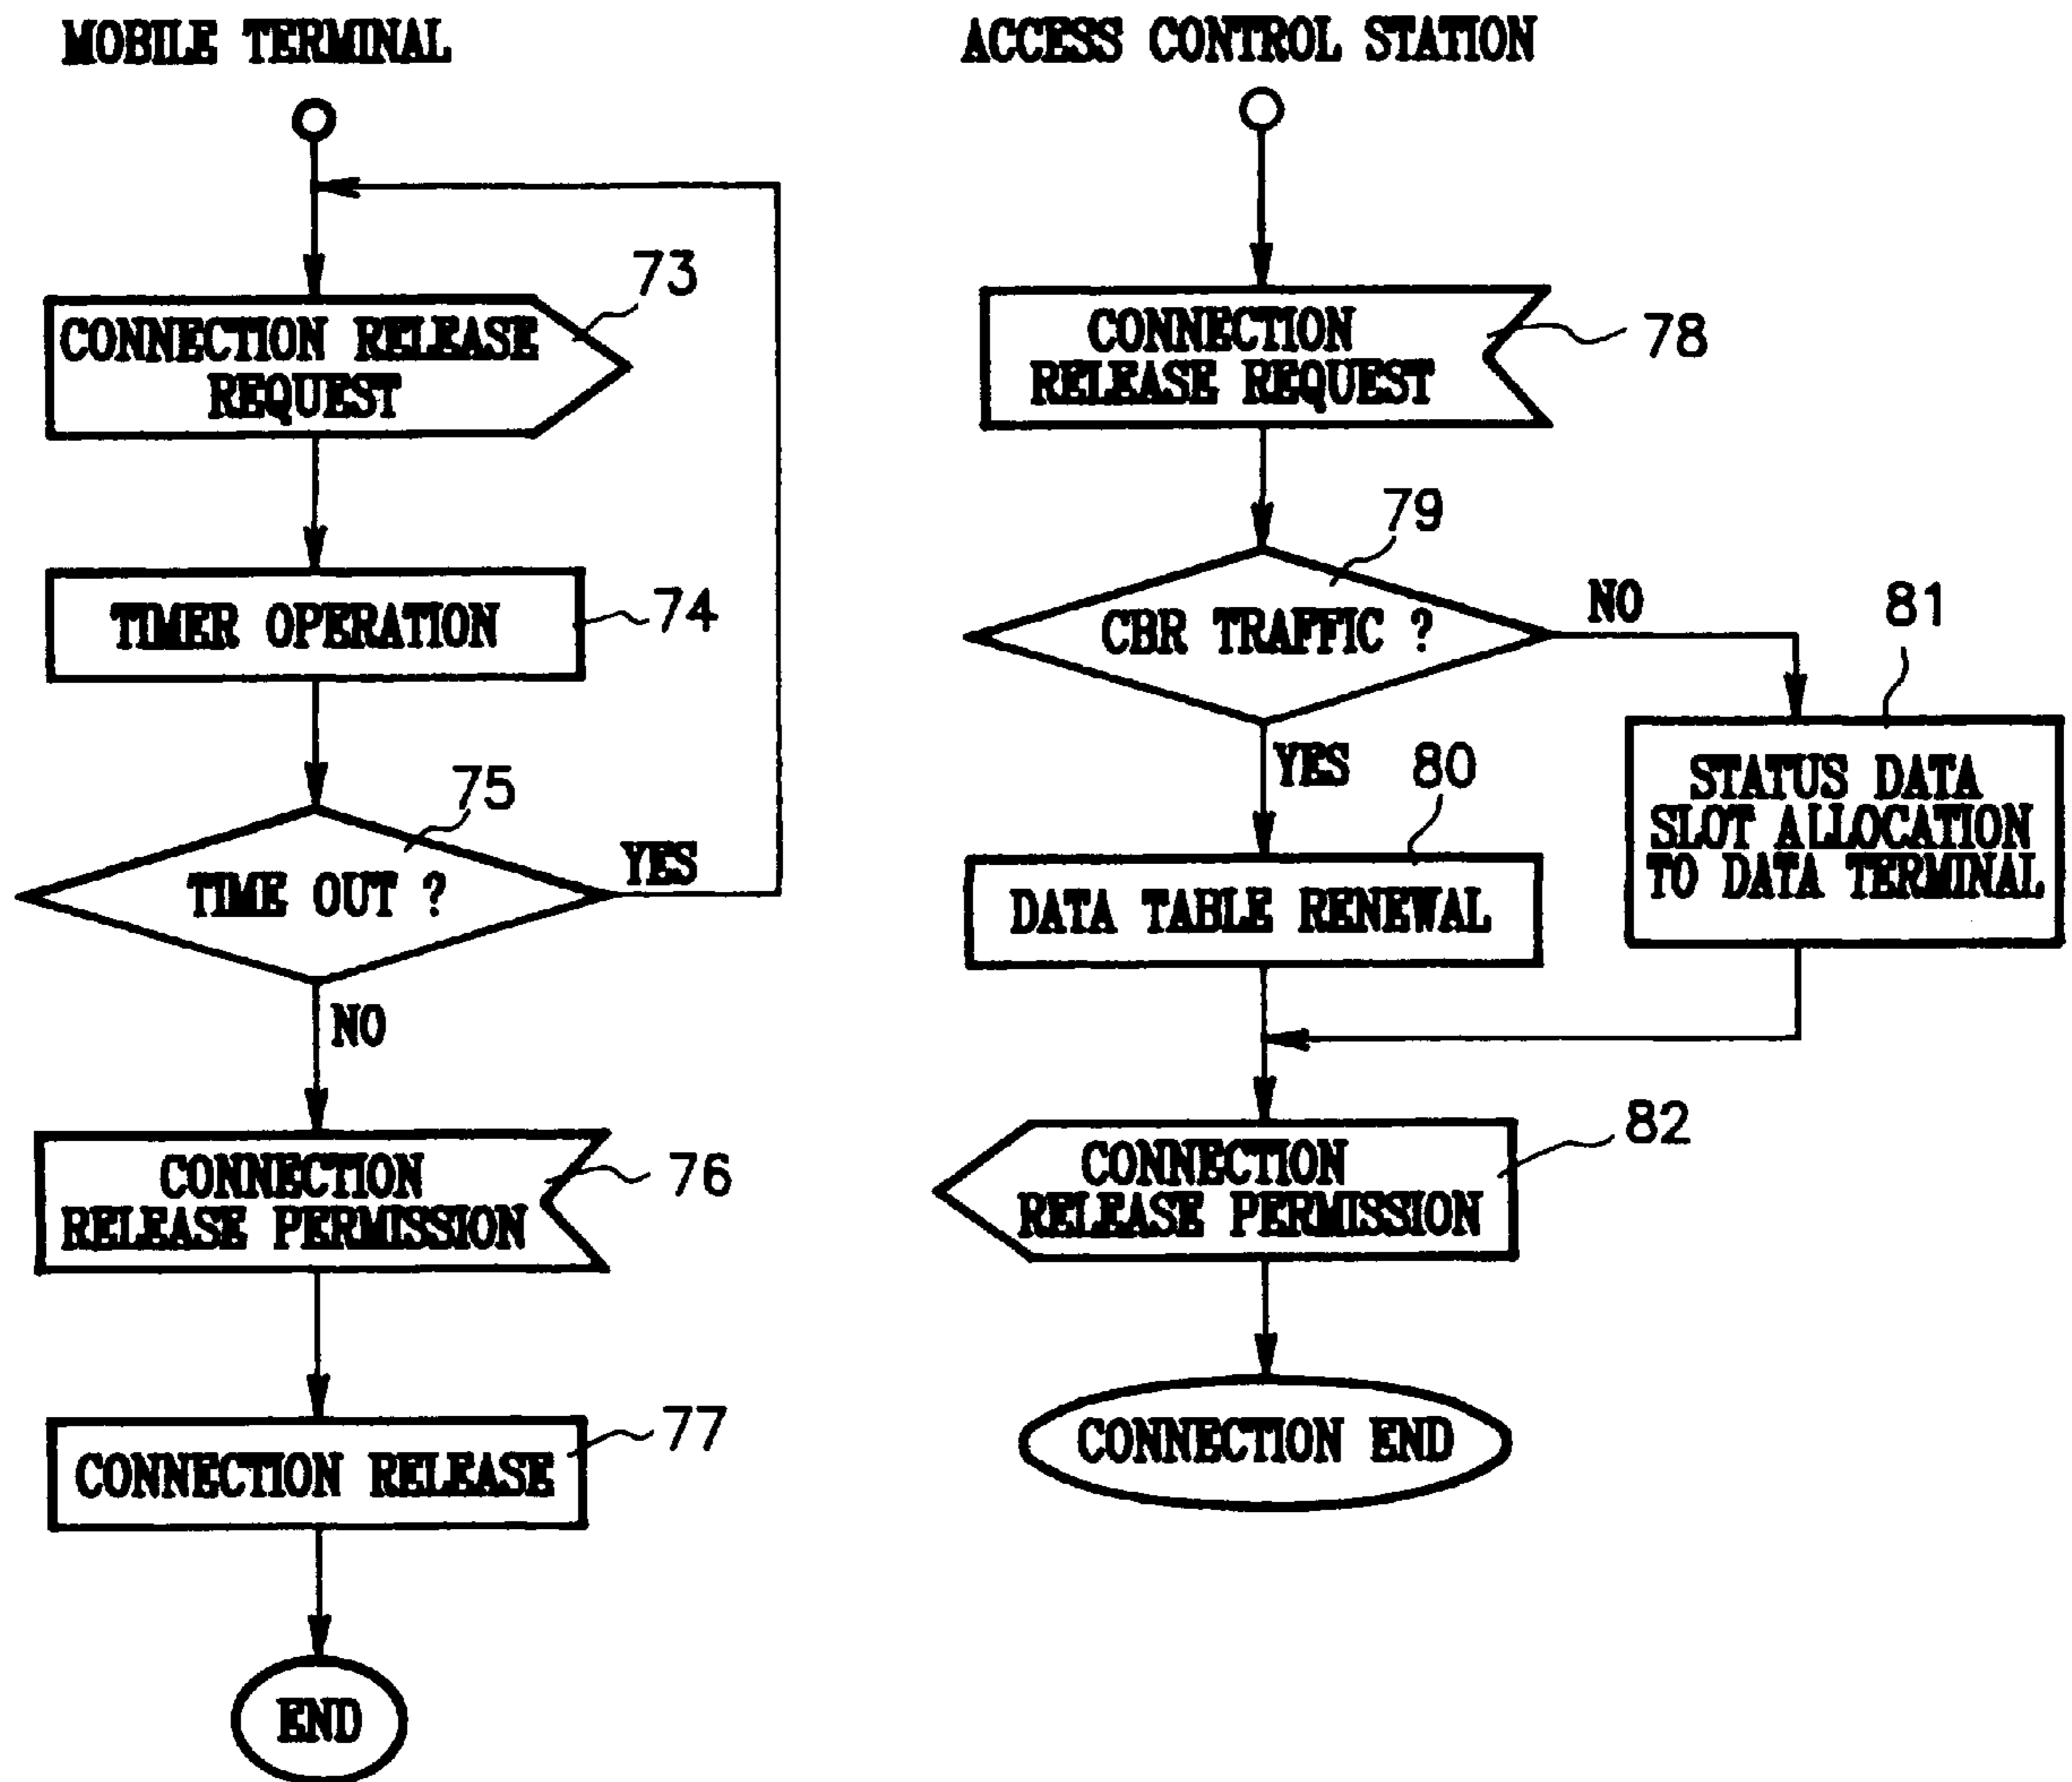 MOBILE TERMINAL
73
CONNECTION RELEASE
REQUEST
TIMER OPERATION
74
75
TIME OUT ?
YES
NO
CONNECTION
RELEASE PERMISSION
76
CONNECTION RELEASE
77
END
ACCESS CONTROL STATION
CONNECTION
RELEASE REQUEST
78
79
CBR TRAFFIC ?
NO
YES
80
DATA TABLE RENEWAL
81
STATUS DATA
SLOT ALLOCATION
TO DATA TERMINAL
CONNECTION
RELEASE PERMISSION
82
CONNECTION END